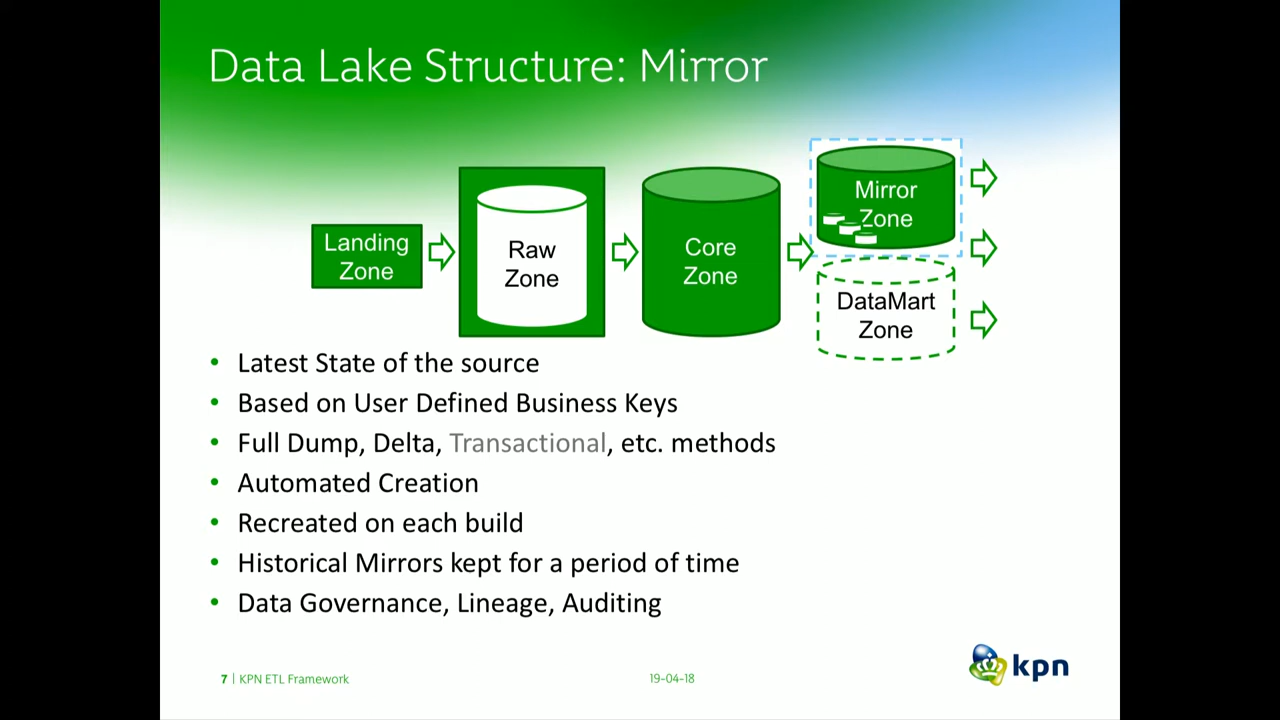 Data Lake Structure: Mirror
Landing
Zone
Raw
Zone
Core
Zone
Mirror
Zone
DataMart
Zone
• Latest State of the source
• Based on User Defined Business Keys
• Full Dump, Delta, Transactional, etc. methods
• Automated Creation
• Recreated on each build
• Historical Mirrors kept for a period of time
• Data Governance, Lineage, Auditing
7 | KPN ETL Framework
19-04-18
kpn